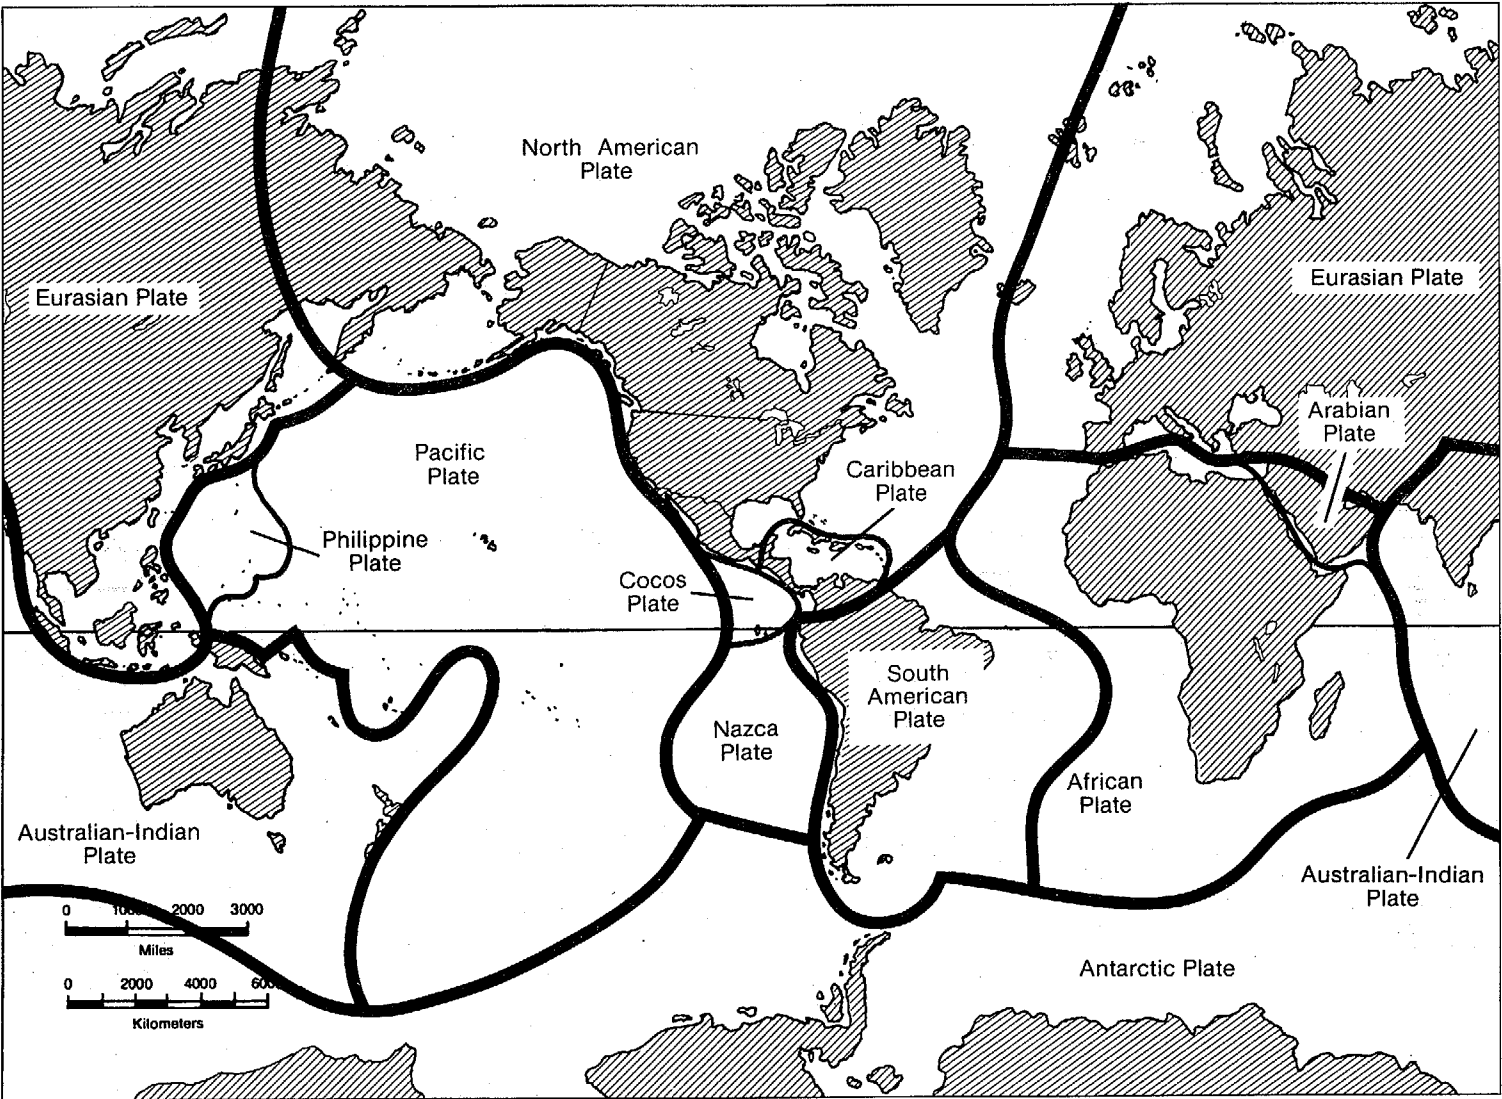 North American
Plate
Eurasian Plate
Eurasian Plate
Arabian
Plate
Pacific
Plate
Caribbean
Plate
Philippine
Plate
Cocos
Plate
South
American
Plate
Nazca
Plate
African
Plate
Australian-Indian
Plate
Australian-Indian
Plate
0 1000 2000 3000
Miles
Antarctic Plate
0 2000 4000
Kilometers